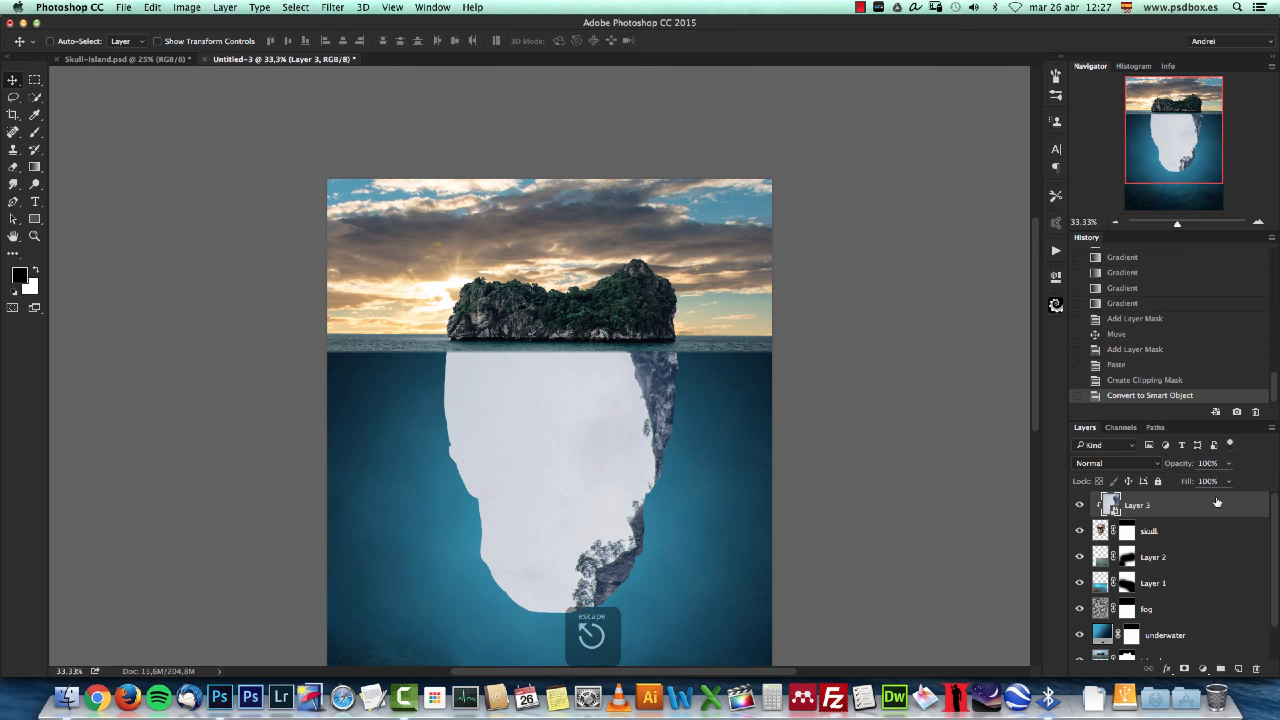 Photoshop CC File Edit Image Layer Type Select Filter 3D View Window Help mar 26 abr 12:27 www.psdbox.es
Adobe Photoshop CC 2015
Auto-Select: Layer Show Transform Controls 3D Mode: Andrei
Skull-island.psd @ 25% (RGB/8) * Untitled-3 @ 33,3% (Layer 3, RGB/8) *
Navigator Histogram Info
33,33%
History
Gradient
Gradient
Gradient
Gradient
Add Layer Mask
Move
Add Layer Mask
Paste
Create Clipping Mask
Convert to Smart Object
Layers Channels Paths
Kind
Normal Opacity: 100%
Lock: Fill: 100%
Layer 3
skull
Layer 2
Layer 1
fog
underwater
escape
33,33% Doc: 15,6M/204,8M